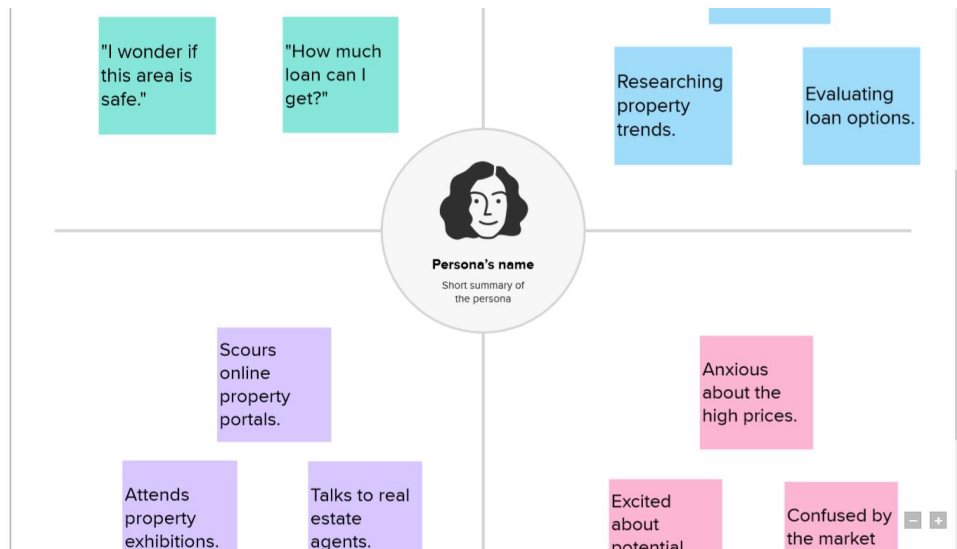 "I wonder if
this area is
safe."
"How much
loan can I
get?"
Researching
property
trends.
Evaluating
loan options.
Persona's name
Short summary of
the persona
Scours
online
property
portals.
Attends
property
exhibitions.
Talks to real
estate
agents.
Anxious
about the
high prices.
Excited
about
potential
Confused by
the market